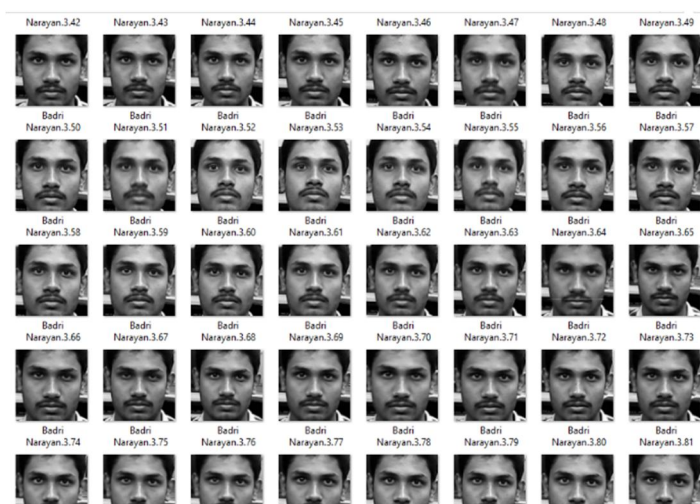 Narayan.3.42 Narayan.3.43 Narayan.3.44 Narayan.3.45 Narayan.3.46 Narayan.3.47 Narayan.3.48 Narayan.3.49
Badri Badri Badri Badri Badri Badri Badri Badri
Narayan.3.50 Narayan.3.51 Narayan.3.52 Narayan.3.53 Narayan.3.54 Narayan.3.55 Narayan.3.56 Narayan.3.57
Badri Badri Badri Badri Badri Badri Badri Badri
Narayan.3.58 Narayan.3.59 Narayan.3.60 Narayan.3.61 Narayan.3.62 Narayan.3.63 Narayan.3.64 Narayan.3.65
Badri Badri Badri Badri Badri Badri Badri Badri
Narayan.3.66 Narayan.3.67 Narayan.3.68 Narayan.3.69 Narayan.3.70 Narayan.3.71 Narayan.3.72 Narayan.3.73
Badri Badri Badri Badri Badri Badri Badri Badri
Narayan.3.74 Narayan.3.75 Narayan.3.76 Narayan.3.77 Narayan.3.78 Narayan.3.79 Narayan.3.80 Narayan.3.81